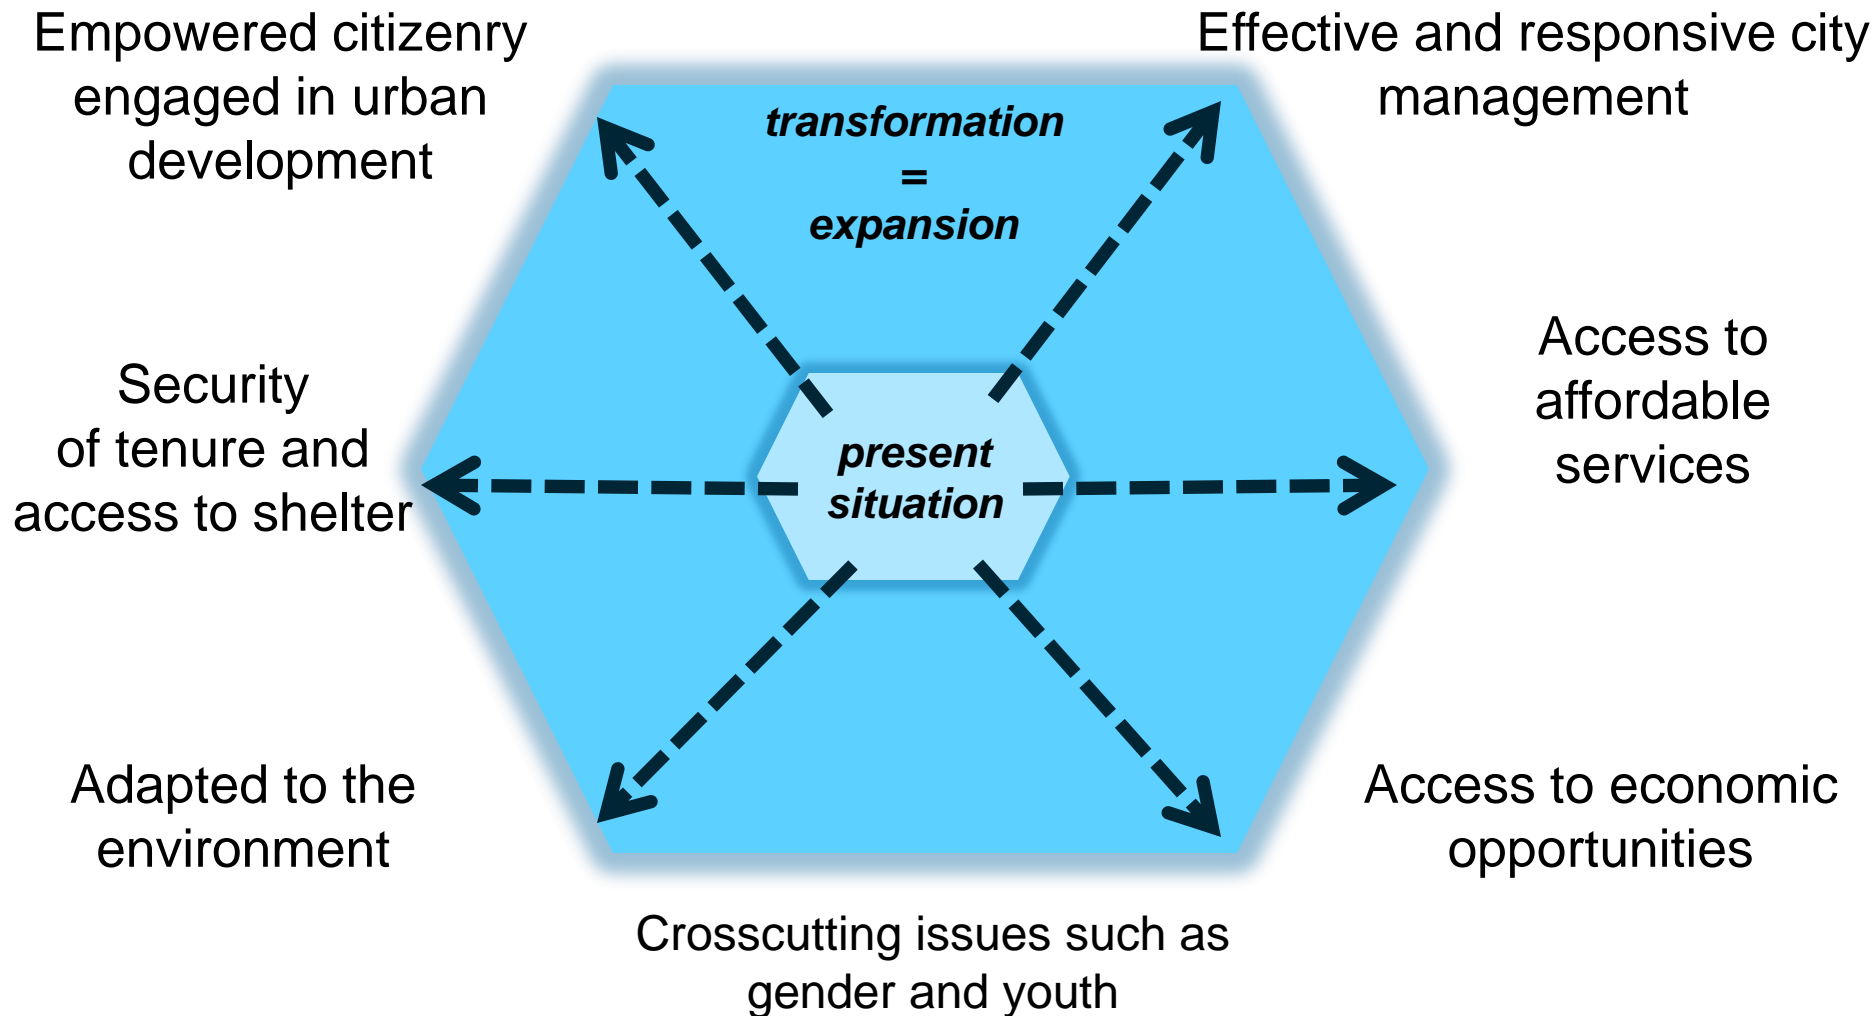 Empowered citizenry
engaged in urban
development
Effective and responsive city
management
transformation
=
expansion
Security
of tenure and
access to shelter
present
situation
Access to
affordable
services
Adapted to the
environment
Access to economic
opportunities
Crosscutting issues such as
gender and youth